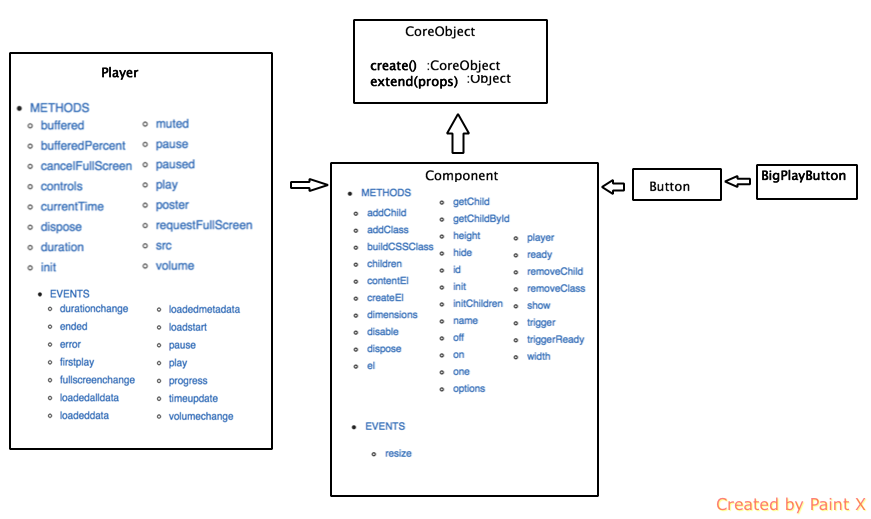 CoreObject
create() :CoreObject
extend(props) :Object
Player
METHODS
buffered
bufferedPercent
cancelFullScreen
controls
currentTime
dispose
duration
init
muted
pause
paused
play
poster
requestFullScreen
src
volume
EVENTS
durationchange
ended
error
firstplay
fullscreenchange
loadedalldata
loadeddata
loadedmetadata
loadstart
pause
play
progress
timeupdate
volumechange
Component
METHODS
addChild
addClass
buildCSSClass
children
contentEl
createEl
dimensions
disable
dispose
el
getChild
getChildById
height
hide
id
init
initChildren
name
off
on
one
options
player
ready
removeChild
removeClass
show
trigger
triggerReady
width
EVENTS
resize
Button
BigPlayButton
Created by Paint X